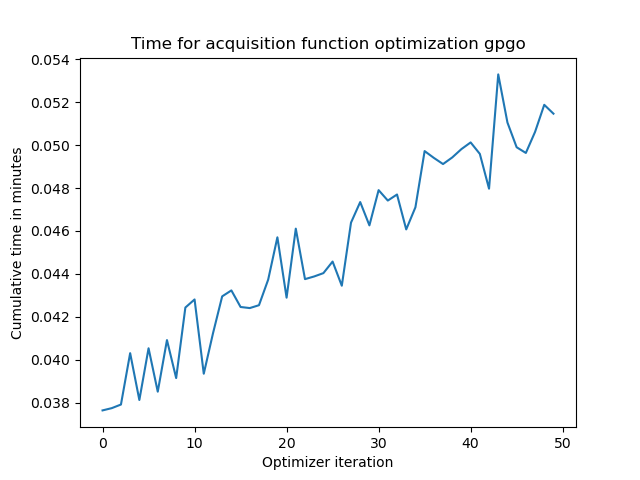 Time for acquisition function optimization gpgo
0.054
0.052
0.050
0.048
0.046
0.044
0.042
0.040
0.038
Cumulative time in minutes
0 10 20 30 40 50
Optimizer iteration